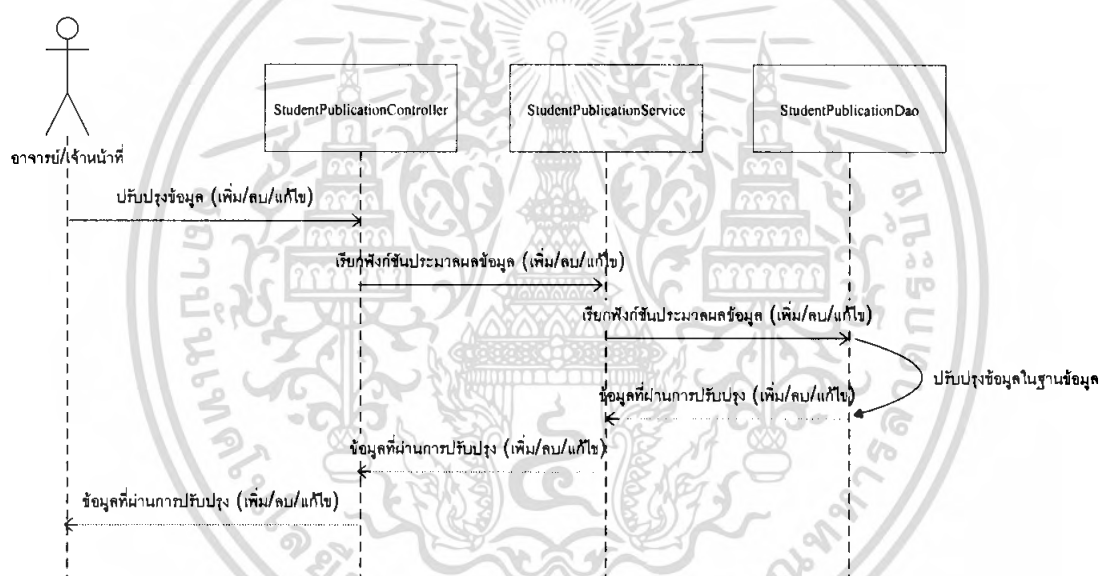 StudentPublicationController
StudentPublicationService
StudentPublicationDao
อาจารย์/เจ้าหน้าที่
ปรับปรุงข้อมูล (เพิ่ม/ลบ/แก้ไข)
เรียกฟังก์ชันประมวลผลข้อมูล (เพิ่ม/ลบ/แก้ไข)
เรียกฟังก์ชันประมวลผลข้อมูล (เพิ่ม/ลบ/แก้ไข)
ปรับปรุงข้อมูลในฐานข้อมูล
ข้อมูลที่ผ่านการปรับปรุง (เพิ่ม/ลบ/แก้ไข)
ข้อมูลที่ผ่านการปรับปรุง (เพิ่ม/ลบ/แก้ไข)
ข้อมูลที่ผ่านการปรับปรุง (เพิ่ม/ลบ/แก้ไข)